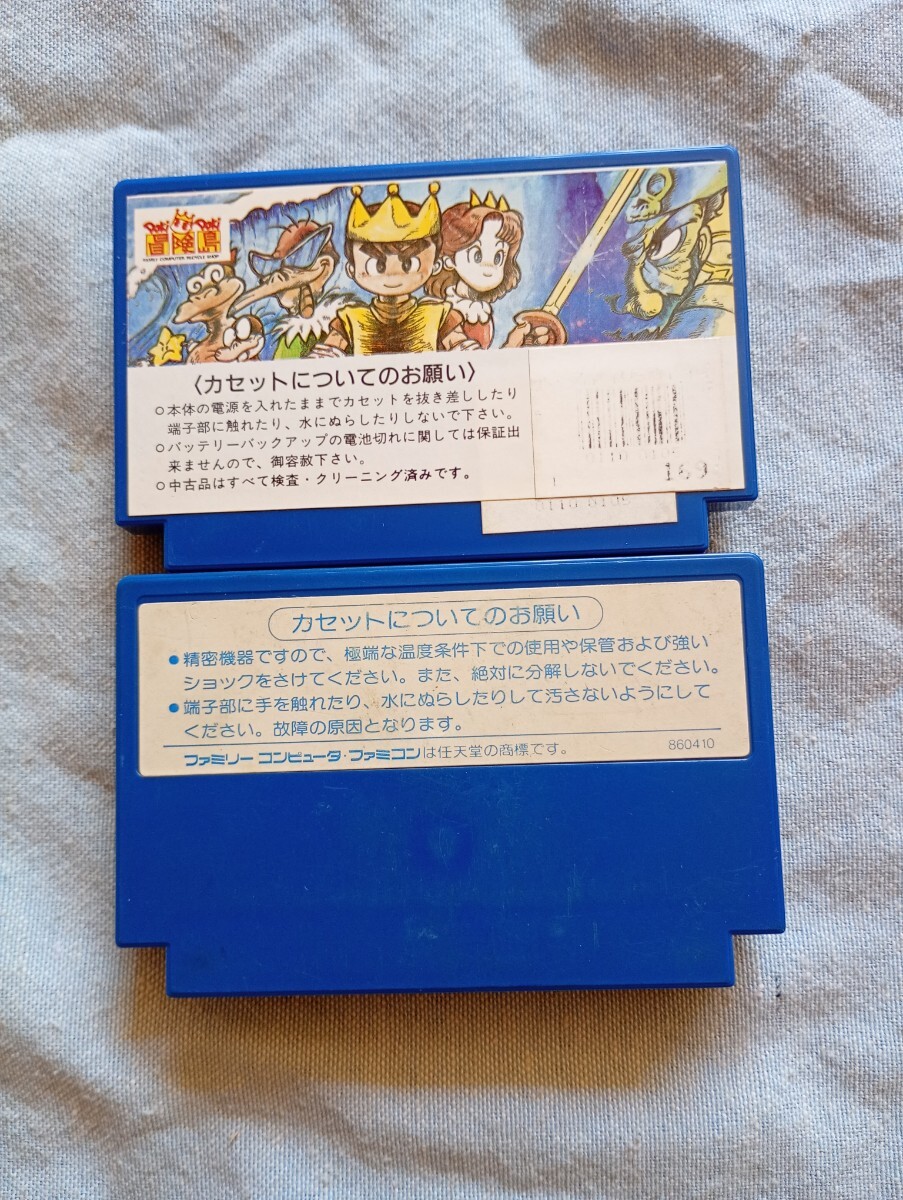 DoKi DoKi
冒険島
FAMILY COMPUTER RECYCLE SHOP
〈カセットについてのお願い〉
○本体の電源を入れたままでカセットを抜き差ししたり
端子部に触れたり、水にぬらしたりしないで下さい。
○バッテリーバックアップの電池切れに関しては保証出
来ませんので、御容赦下さい。
○中古品はすべて検査・クリーニング済みです。
169
カセットについてのお願い
●精密機器ですので、極端な温度条件下での使用や保管および強い
ショックをさけてください。また、絶対に分解しないでください。
●端子部に手を触れたり、水にぬらしたりして汚さないようにして
ください。故障の原因となります。
ファミリーコンピュータ・ファミコンは任天堂の商標です。
860410